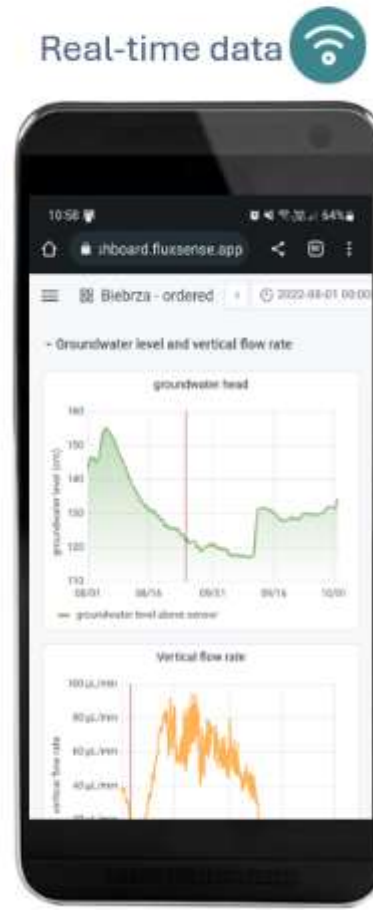 Real-time data
10:56
64%
dashboard.fluxsense.app
Biebrza - ordered
2022-08-01 00:00
Groundwater level and vertical flow rate
groundwater head
160
150
140
130
120
110
groundwater level (cm)
08/01 08/16 09/01 09/16 10/01
groundwater level above sensor
Vertical flow rate
100 µL/min
80 µL/min
60 µL/min
40 µL/min
vertical flow rate